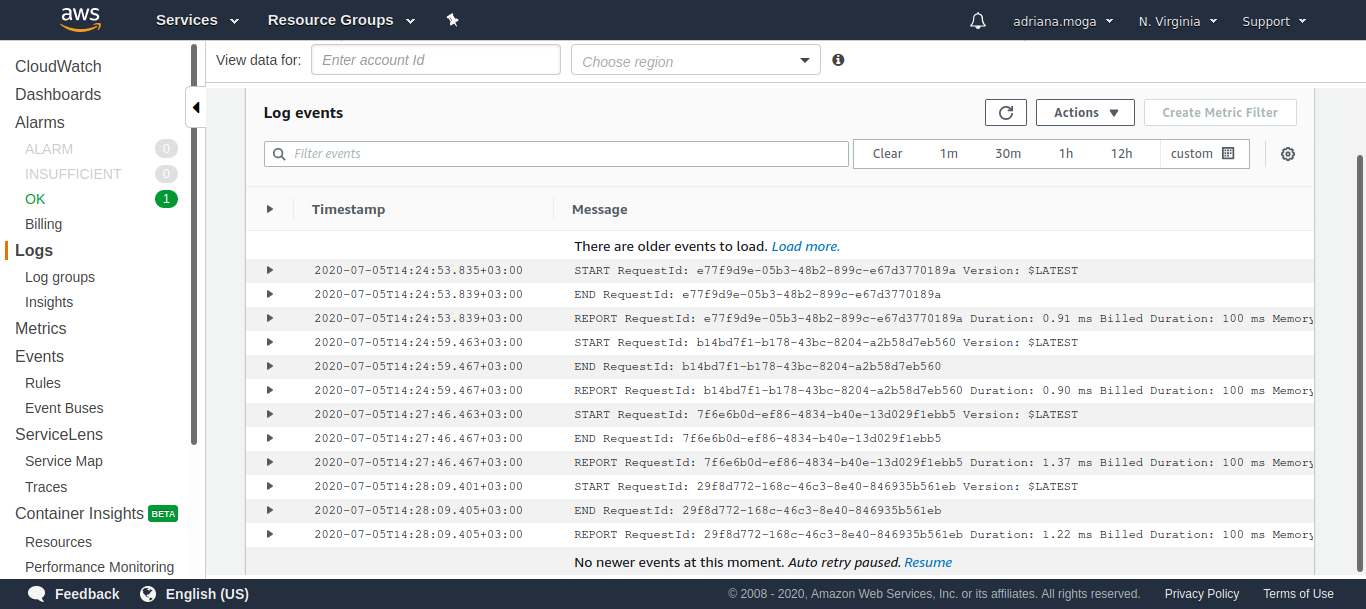 aws Services Resource Groups adriana.moga N. Virginia Support
View data for: Enter account Id Choose region
CloudWatch
Dashboards
Alarms
ALARM 0
INSUFFICIENT 0
OK 1
Billing
Logs
Log groups
Insights
Metrics
Events
Rules
Event Buses
ServiceLens
Service Map
Traces
Container Insights BETA
Resources
Performance Monitoring
Log events Actions Create Metric Filter
Filter events Clear 1m 30m 1h 12h custom
Timestamp Message
There are older events to load. Load more.
2020-07-05T14:24:53.835+03:00 START RequestId: e77f9d9e-05b3-48b2-899c-e67d3770189a Version: $LATEST
2020-07-05T14:24:53.839+03:00 END RequestId: e77f9d9e-05b3-48b2-899c-e67d3770189a
2020-07-05T14:24:53.839+03:00 REPORT RequestId: e77f9d9e-05b3-48b2-899c-e67d3770189a Duration: 0.91 ms Billed Duration: 100 ms Memory
2020-07-05T14:24:59.463+03:00 START RequestId: b14bd7f1-b178-43bc-8204-a2b58d7eb560 Version: $LATEST
2020-07-05T14:24:59.467+03:00 END RequestId: b14bd7f1-b178-43bc-8204-a2b58d7eb560
2020-07-05T14:24:59.467+03:00 REPORT RequestId: b14bd7f1-b178-43bc-8204-a2b58d7eb560 Duration: 0.90 ms Billed Duration: 100 ms Memory
2020-07-05T14:27:46.463+03:00 START RequestId: 7f6e6b0d-ef86-4834-b40e-13d029f1ebb5 Version: $LATEST
2020-07-05T14:27:46.467+03:00 END RequestId: 7f6e6b0d-ef86-4834-b40e-13d029f1ebb5
2020-07-05T14:27:46.467+03:00 REPORT RequestId: 7f6e6b0d-ef86-4834-b40e-13d029f1ebb5 Duration: 1.37 ms Billed Duration: 100 ms Memory
2020-07-05T14:28:09.401+03:00 START RequestId: 29f8d772-168c-46c3-8e40-846935b561eb Version: $LATEST
2020-07-05T14:28:09.405+03:00 END RequestId: 29f8d772-168c-46c3-8e40-846935b561eb
2020-07-05T14:28:09.405+03:00 REPORT RequestId: 29f8d772-168c-46c3-8e40-846935b561eb Duration: 1.22 ms Billed Duration: 100 ms Memory
No newer events at this moment. Auto retry paused. Resume
Feedback English (US) © 2008 - 2020, Amazon Web Services, Inc. or its affiliates. All rights reserved. Privacy Policy Terms of Use